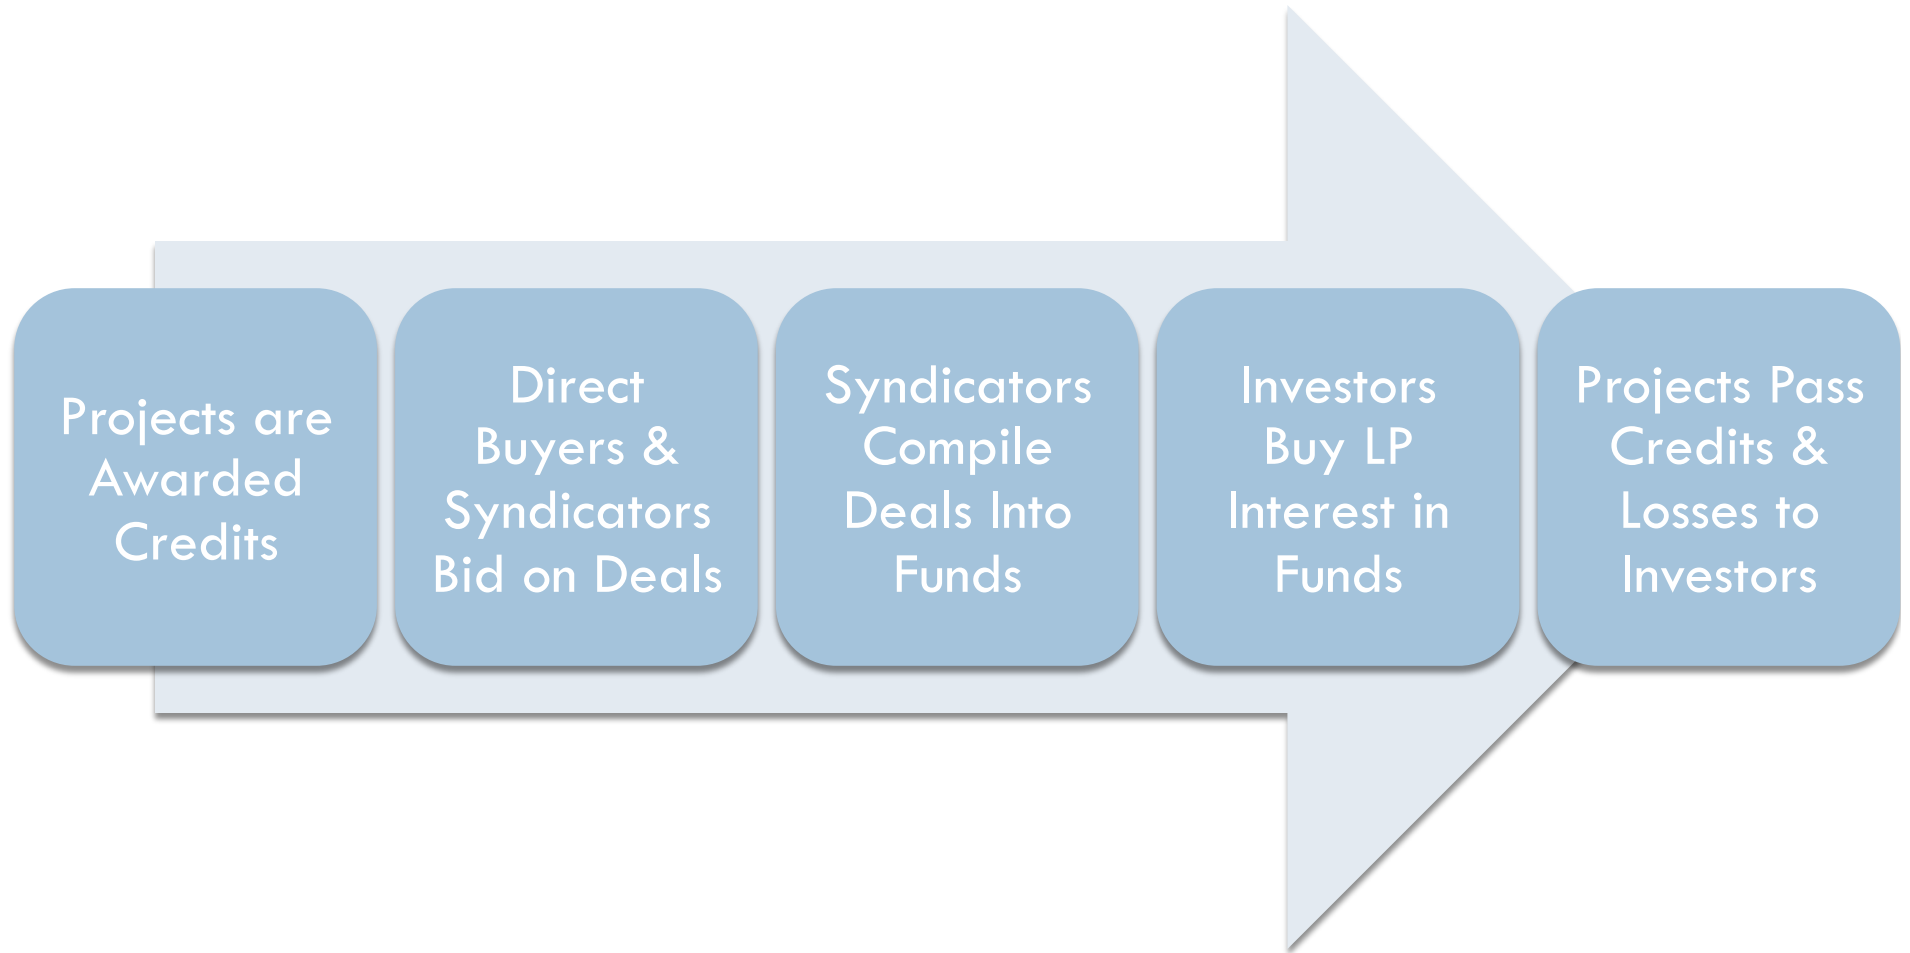 Projects are
Awarded
Credits
Direct
Buyers &
Syndicators
Bid on Deals
Syndicators
Compile
Deals Into
Funds
Investors
Buy LP
Interest in
Funds
Projects Pass
Credits &
Losses to
Investors